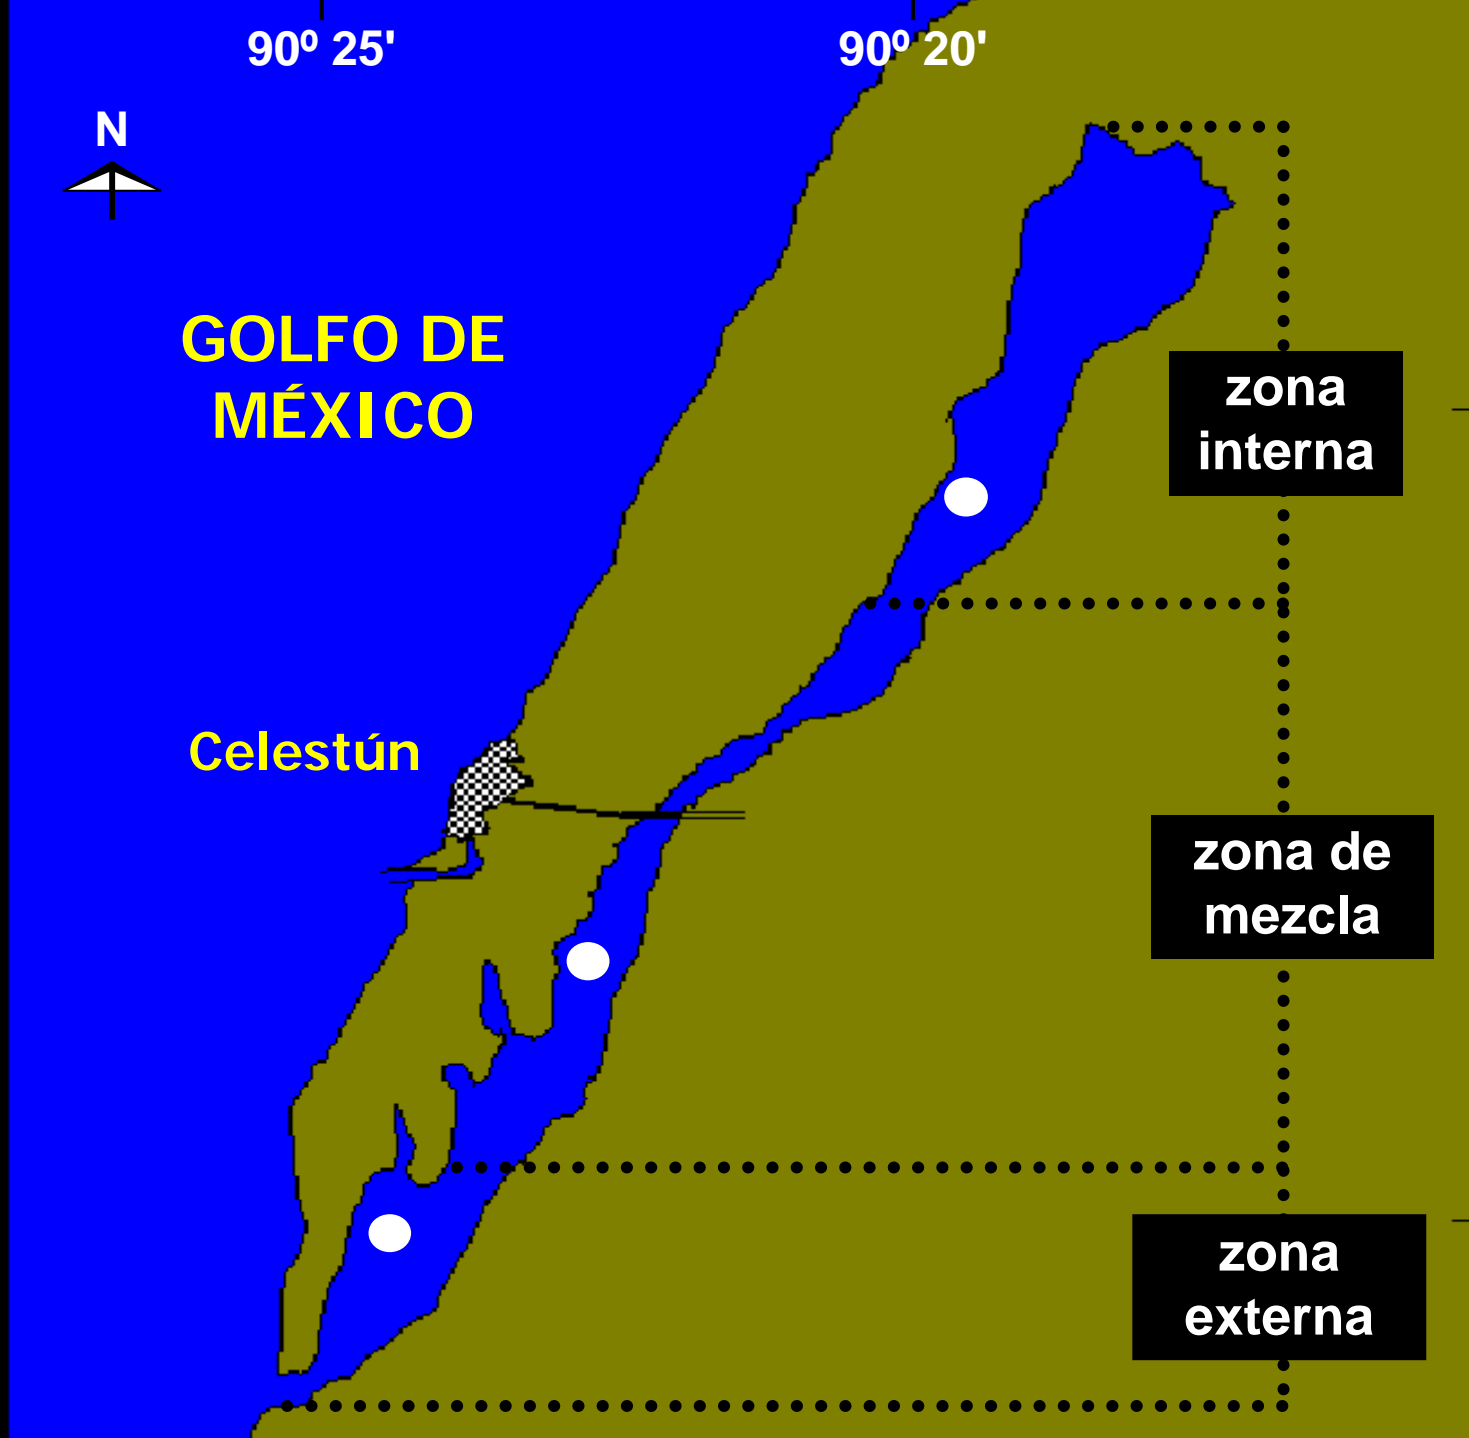 90º 25'
90º 20'
N
GOLFO DE
MÉXICO
zona
interna
Celestún
zona de
mezcla
zona
externa